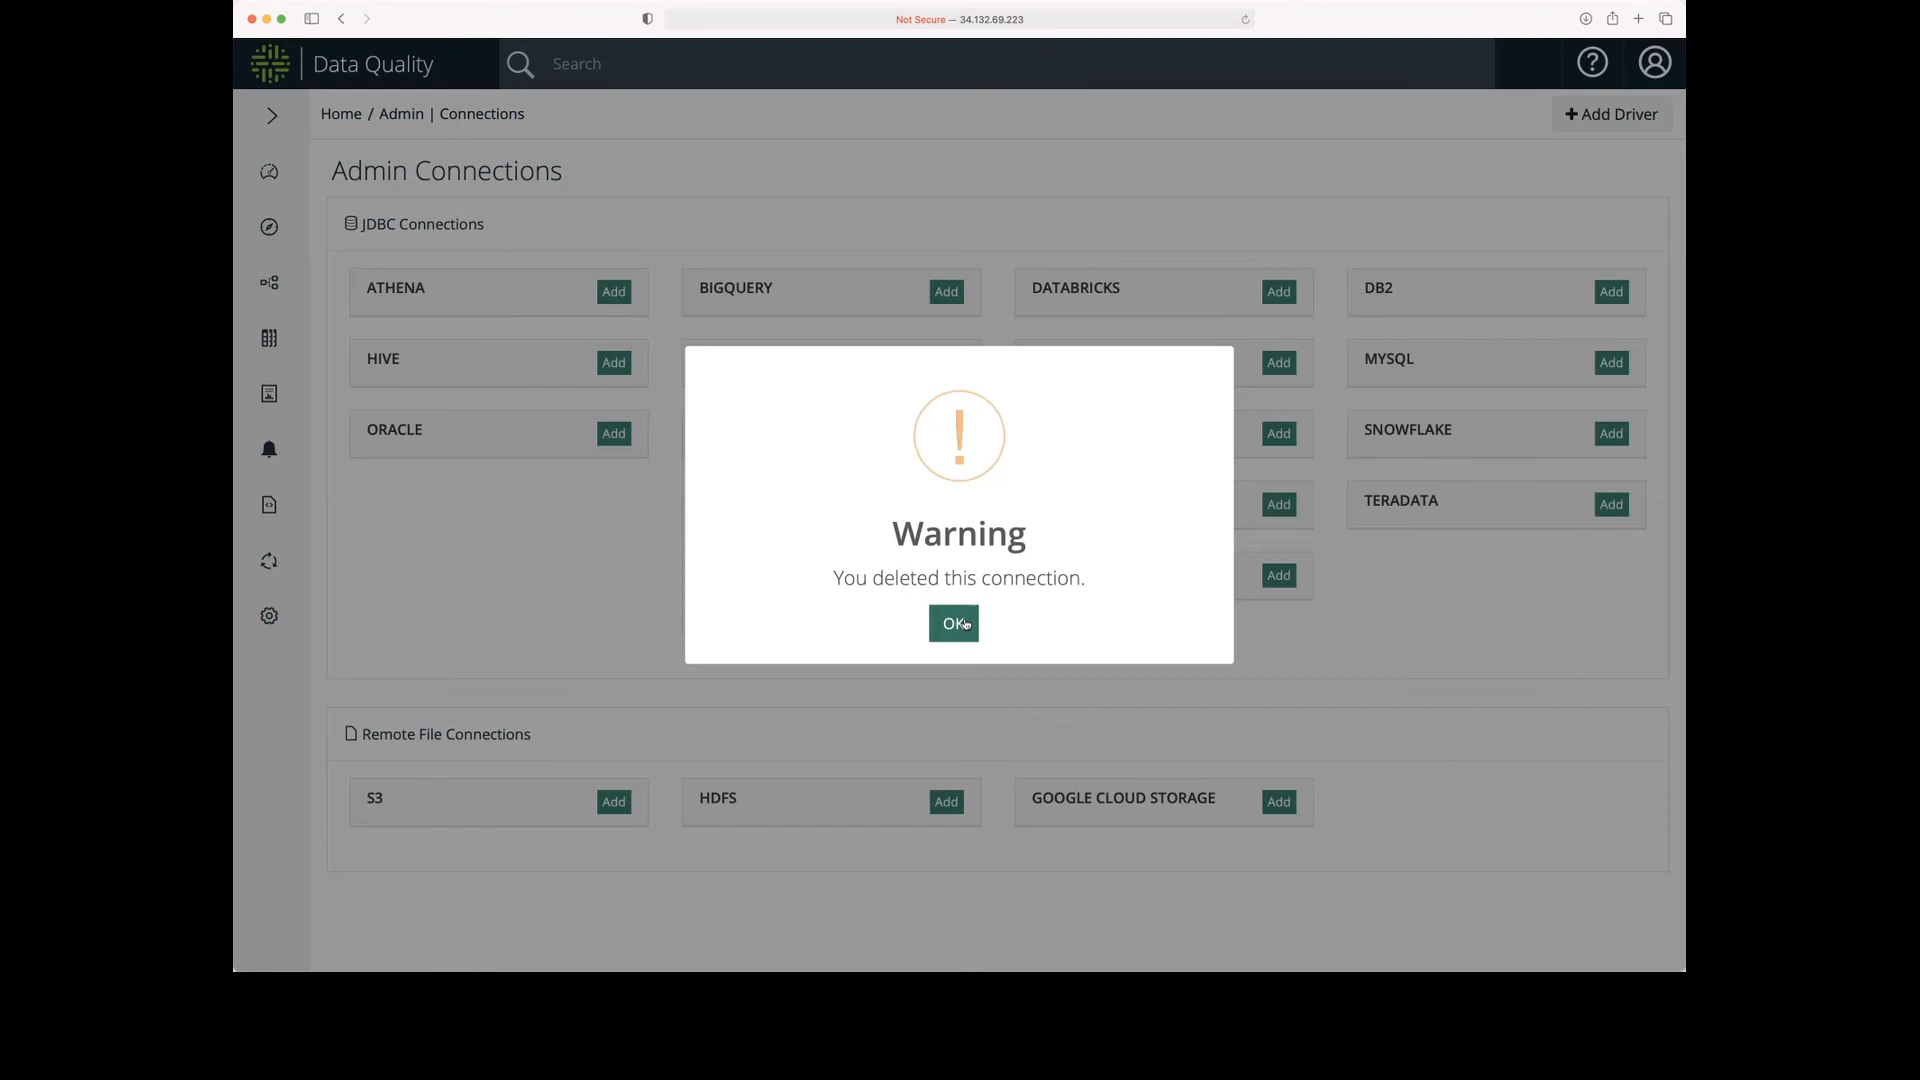 Not Secure — 34.132.69.223
Data Quality
Search
Home / Admin | Connections
+ Add Driver
Admin Connections
JDBC Connections
ATHENA Add
BIGQUERY Add
DATABRICKS Add
DB2 Add
HIVE Add
Add
MYSQL Add
ORACLE Add
Add
SNOWFLAKE Add
Add
TERADATA Add
Add
Warning
You deleted this connection.
OK
Remote File Connections
S3 Add
HDFS Add
GOOGLE CLOUD STORAGE Add